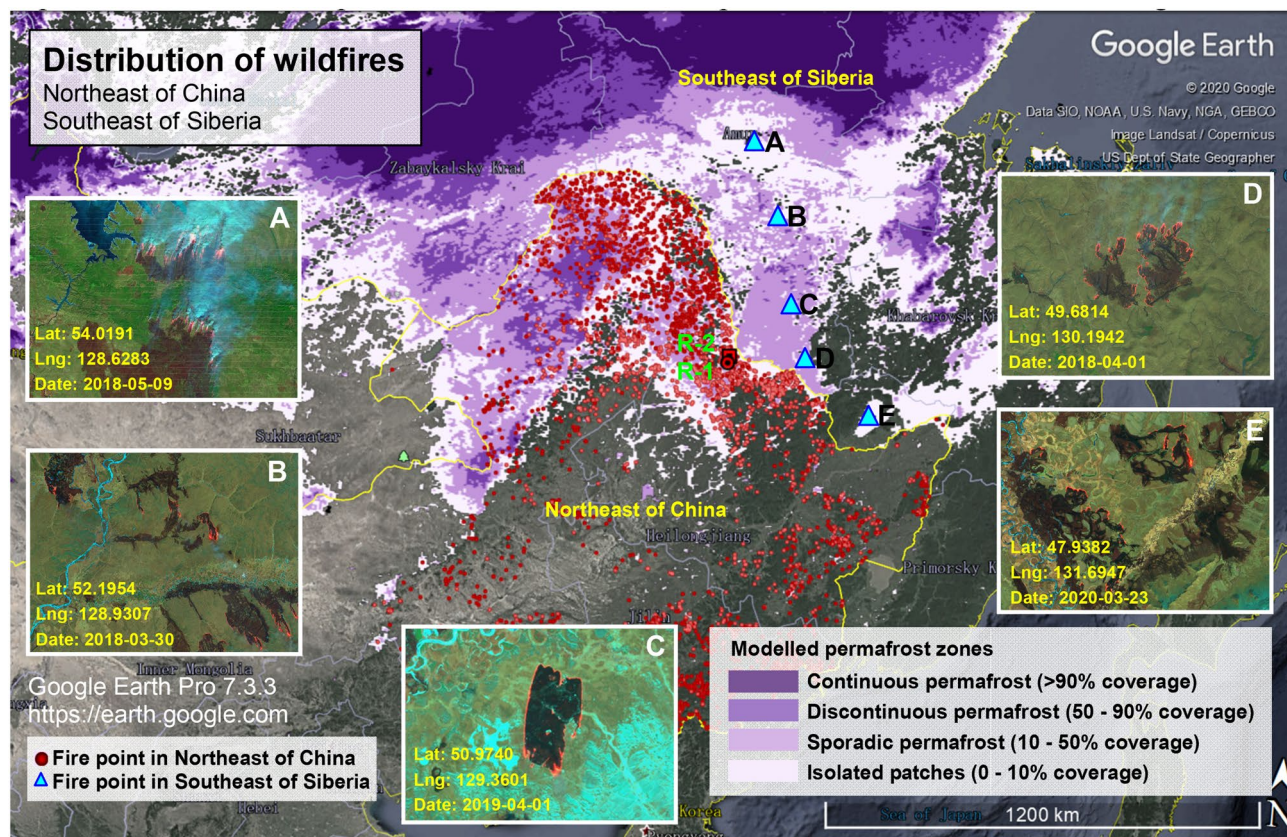 Distribution of wildfires
Northeast of China
Southeast of Siberia
Southeast of Siberia
Google Earth
© 2020 Google
Data SIO, NOAA, U.S. Navy, NGA, GEBCO
Image Landsat / Copernicus
US Dept of State Geographer
Sakhalinskiy Zaliv
Amur
A
Zabaykalsky Krai
B
A
Lat: 54.0191
Lng: 128.6283
Date: 2018-05-09
D
Lat: 49.6814
Lng: 130.1942
Date: 2018-04-01
C
Khabarovsk K
R-2
R-1
D
E
Sukhbaatar
B
Lat: 52.1954
Lng: 128.9307
Date: 2018-03-30
E
Lat: 47.9382
Lng: 131.6947
Date: 2020-03-23
Northeast of China
Heilongjiang
Primorsky K
Jilin
Inner Mongolia
Google Earth Pro 7.3.3
https://earth.google.com
Fire point in Northeast of China
Fire point in Southeast of Siberia
Hebei
C
Lat: 50.9740
Lng: 129.3601
Date: 2019-04-01
Modelled permafrost zones
Continuous permafrost (>90% coverage)
Discontinuous permafrost (50 - 90% coverage)
Sporadic permafrost (10 - 50% coverage)
Isolated patches (0 - 10% coverage)
Korea
Sea of Japan
1200 km
N